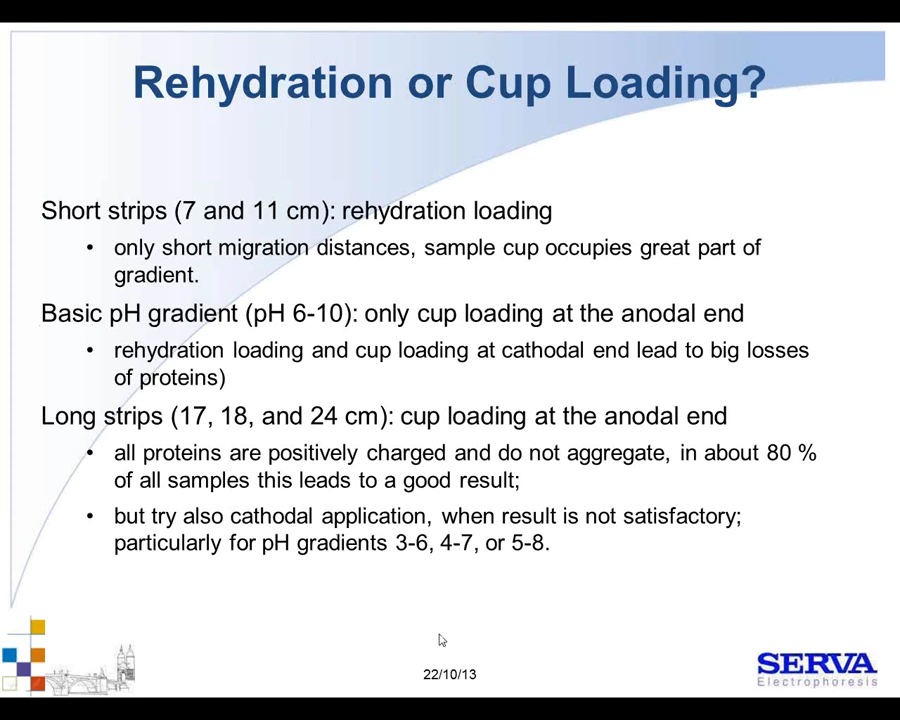 Rehydration or Cup Loading?
Short strips (7 and 11 cm): rehydration loading
• only short migration distances, sample cup occupies great part of
gradient.
Basic pH gradient (pH 6-10): only cup loading at the anodal end
• rehydration loading and cup loading at cathodal end lead to big losses
of proteins)
Long strips (17, 18, and 24 cm): cup loading at the anodal end
• all proteins are positively charged and do not aggregate, in about 80 %
of all samples this leads to a good result;
• but try also cathodal application, when result is not satisfactory;
particularly for pH gradients 3-6, 4-7, or 5-8.
22/10/13
SERVA
Electrophoresis